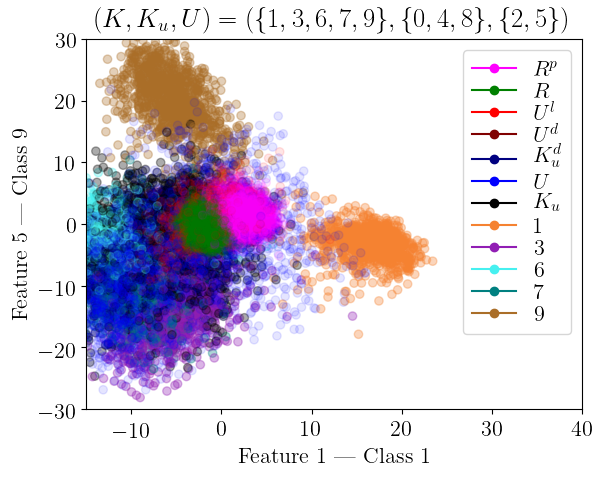 (K, K_u, U) = ({1, 3, 6, 7, 9}, {0, 4, 8}, {2, 5})
30
20
10
0
−10
−20
−30
Feature 5 — Class 9
R^p
R
U^l
U^d
K_u^d
U
K_u
1
3
6
7
9
−10 0 10 20 30 40
Feature 1 — Class 1